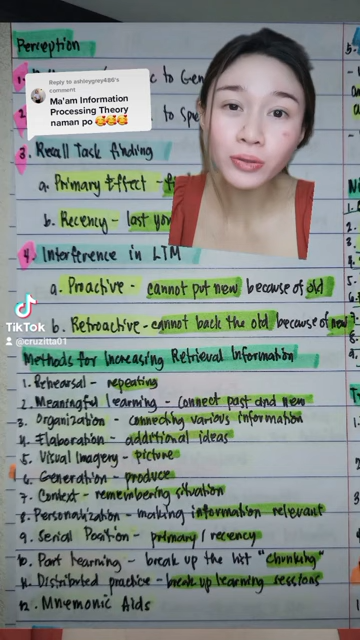 Perception
Reply to ashleygrey486's
comment
Ma'am Information
Processing Theory
naman po 🥰🥰🥰
to Gen
to Spe
3. Recall Task finding
a. Primary Effect -
b. Recency - last
4. Interference in LTM
a. Proactive - cannot put new because of old
b. Retroactive - cannot back the old because of new
TikTok
@cruzitta01
Methods for Increasing Retrieval Information
1. Rehearsal - repeating
2. Meaningful learning - connect past and new
3. Organization - connecting various information
4. Elaboration - additional ideas
5. Visual Imagery - picture
6. Generation - produce
7. Context - remembering situation
8. Personalization - making information relevant
9. Serial Position - primary / recency
10. Part learning - break up the list "chunking"
11. Distributed practice - break up learning sessions
12. Mnemonic Aids